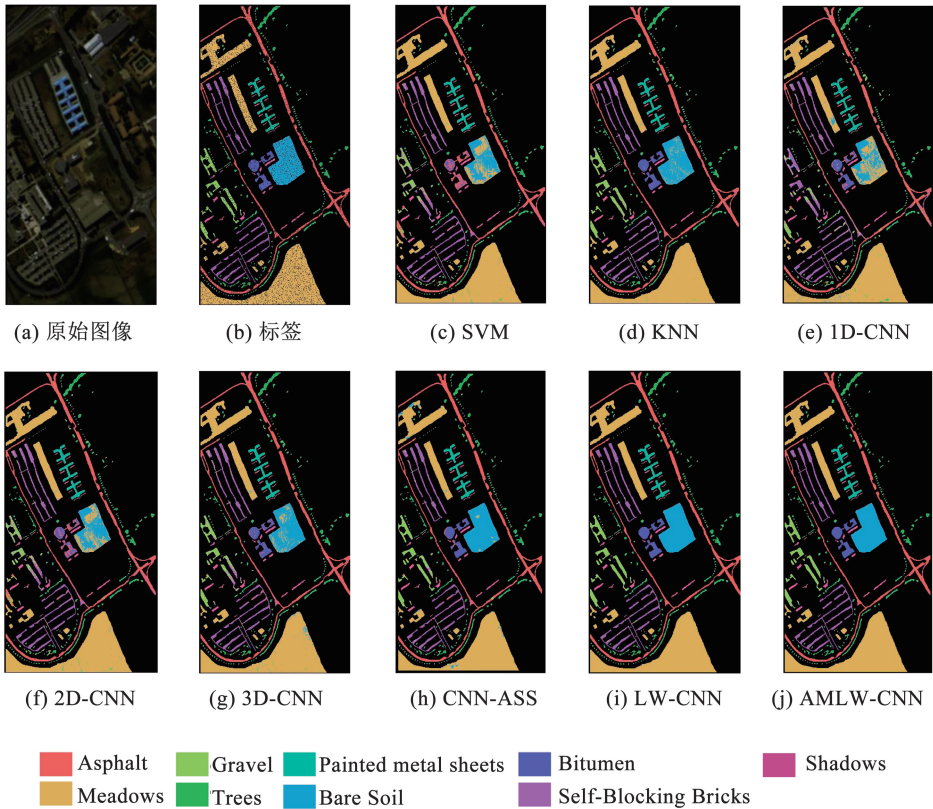 (a) 原始图像
(b) 标签
(c) SVM
(d) KNN
(e) 1D-CNN
(f) 2D-CNN
(g) 3D-CNN
(h) CNN-ASS
(i) LW-CNN
(j) AMLW-CNN
Asphalt
Gravel
Painted metal sheets
Bitumen
Shadows
Meadows
Trees
Bare Soil
Self-Blocking Bricks